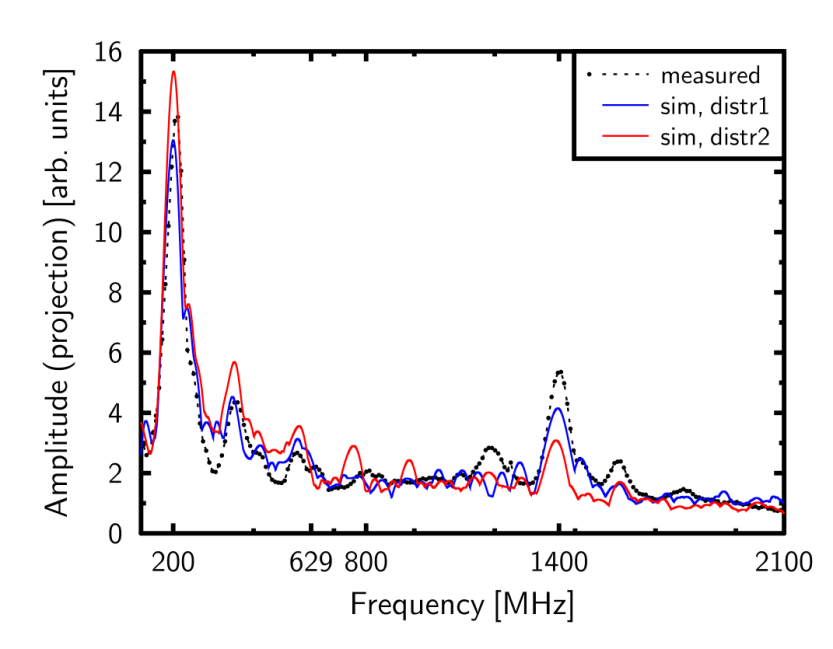 Amplitude (projection) [arb. units]
16
14
12
10
8
6
4
2
0
measured
sim, distr1
sim, distr2
200 629 800 1400 2100
Frequency [MHz]